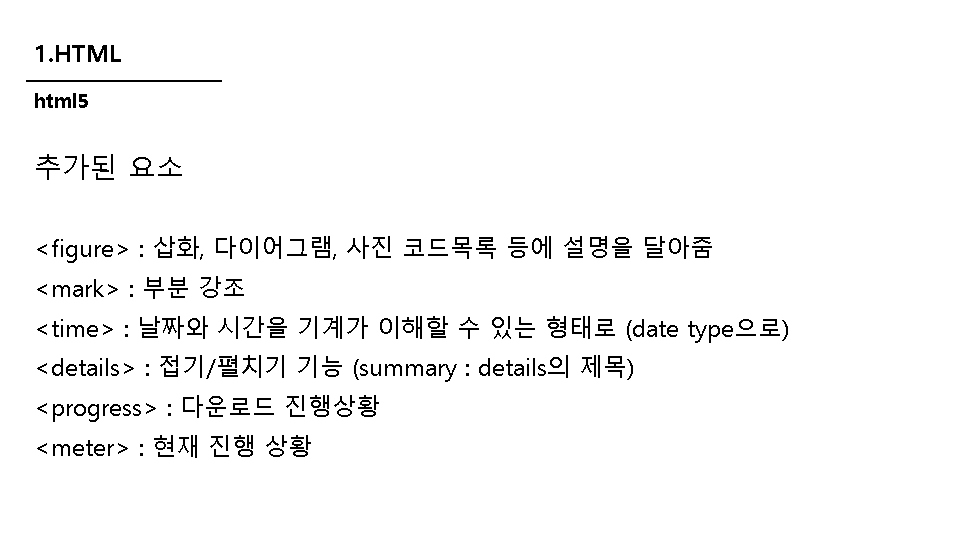 1.HTML
html5
추가된 요소
<figure> : 삽화, 다이어그램, 사진 코드목록 등에 설명을 달아줌
<mark> : 부분 강조
<time> : 날짜와 시간을 기계가 이해할 수 있는 형태로 (date type으로)
<details> : 접기/펼치기 기능 (summary : details의 제목)
<progress> : 다운로드 진행상황
<meter> : 현재 진행 상황